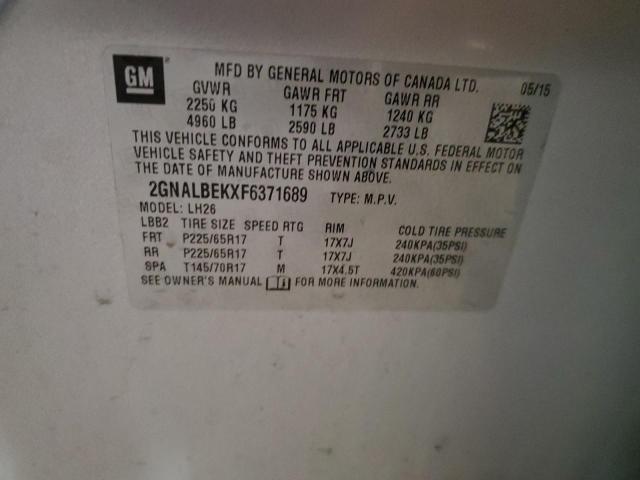 GM MFD BY GENERAL MOTORS OF CANADA LTD. 05/15
GVWR GAWR FRT GAWR RR
2250 KG 1175 KG 1240 KG
4960 LB 2590 LB 2733 LB
THIS VEHICLE CONFORMS TO ALL APPLICABLE U.S. FEDERAL MOTOR
VEHICLE SAFETY AND THEFT PREVENTION STANDARDS IN EFFECT ON
THE DATE OF MANUFACTURE SHOWN ABOVE.
2GNALBEKXF6371689 TYPE: M.P.V.
MODEL: LH26
LBB2 TIRE SIZE SPEED RTG RIM COLD TIRE PRESSURE
FRT P225/65R17 T 17X7J 240KPA(35PSI)
RR P225/65R17 T 17X7J 240KPA(35PSI)
SPA T145/70R17 M 17X4.5T 420KPA(60PSI)
SEE OWNER'S MANUAL FOR MORE INFORMATION.